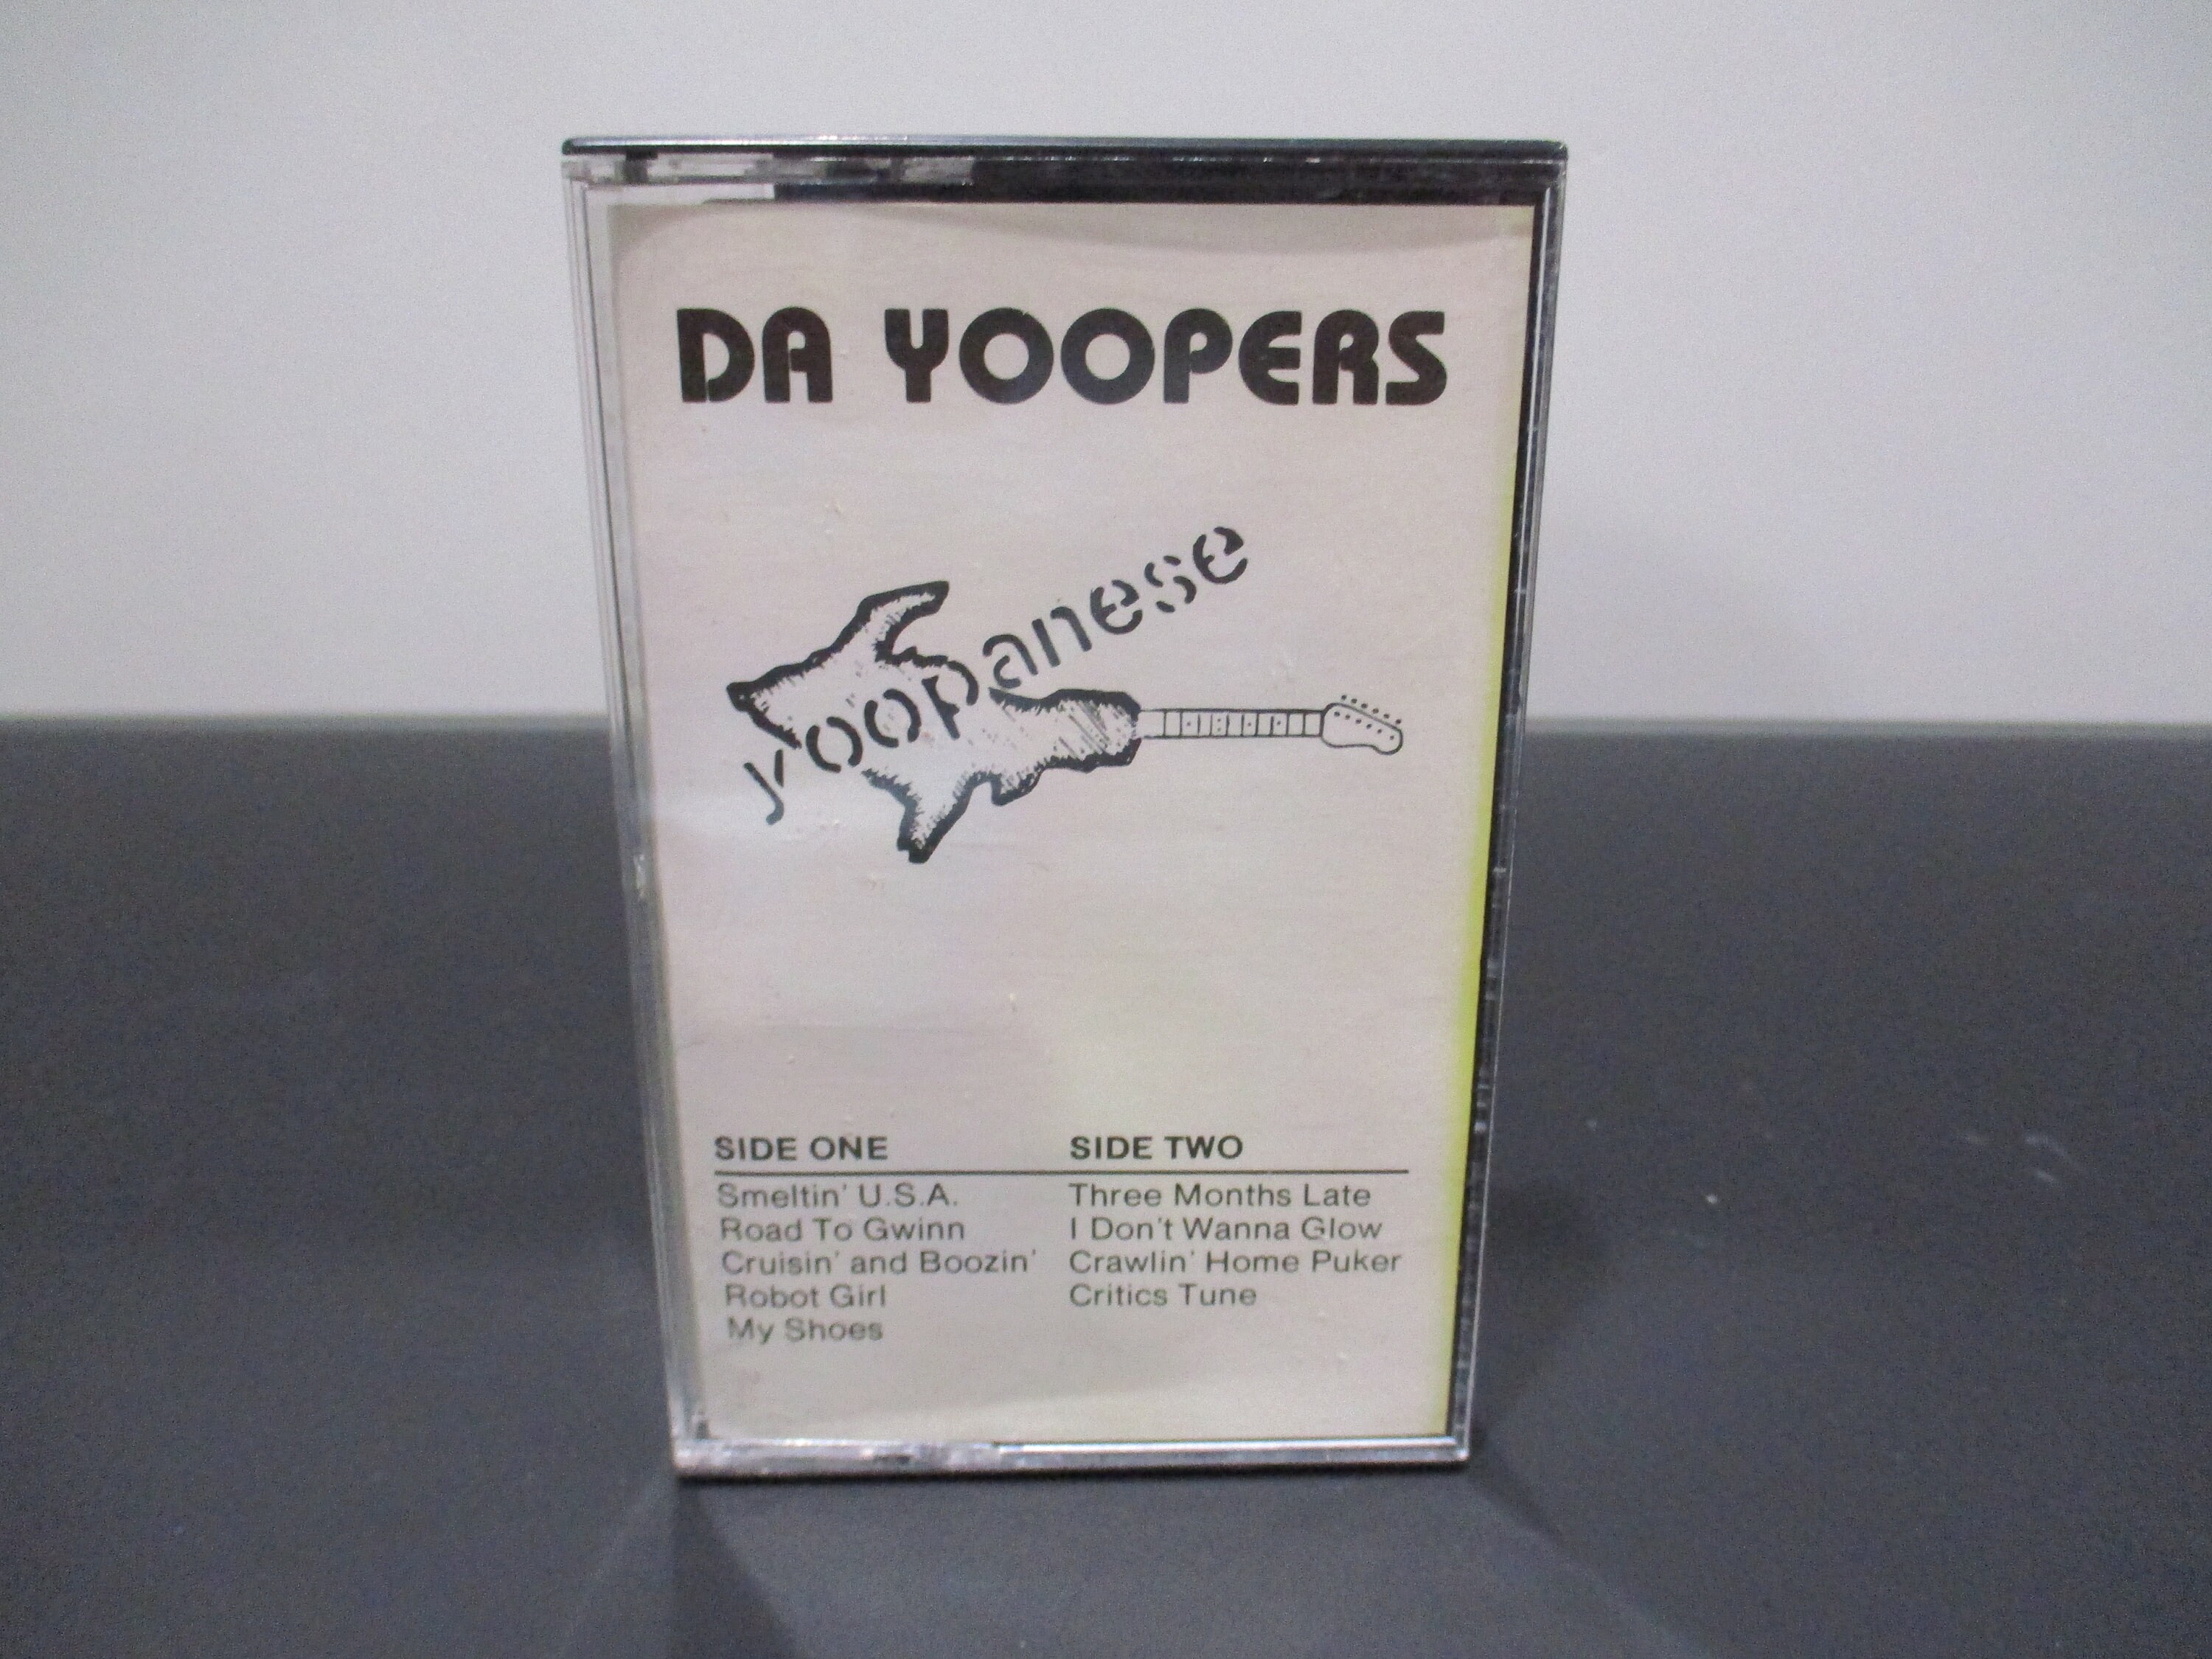 DA YOOPERS
yoopanese
SIDE ONE
Smeltin' U.S.A.
Road To Gwinn
Cruisin' and Boozin'
Robot Girl
My Shoes
SIDE TWO
Three Months Late
I Don't Wanna Glow
Crawlin' Home Puker
Critics Tune